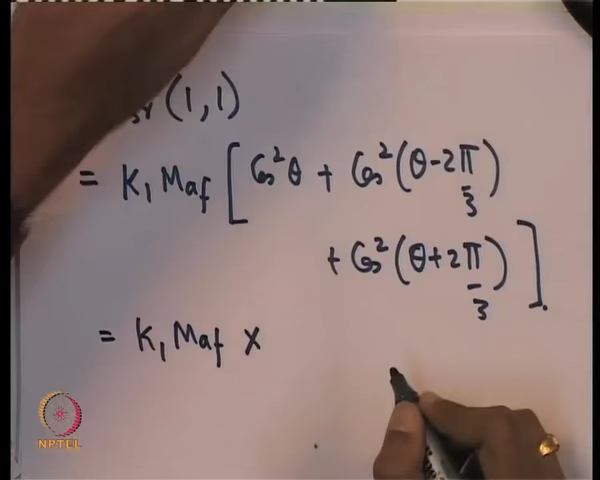 (1,1)
= K₁ Maf [ Cos²θ + Cos²(θ-2π/3)
+ Cos²(θ+2π/3) ].
= K₁ Maf x
NPTEL